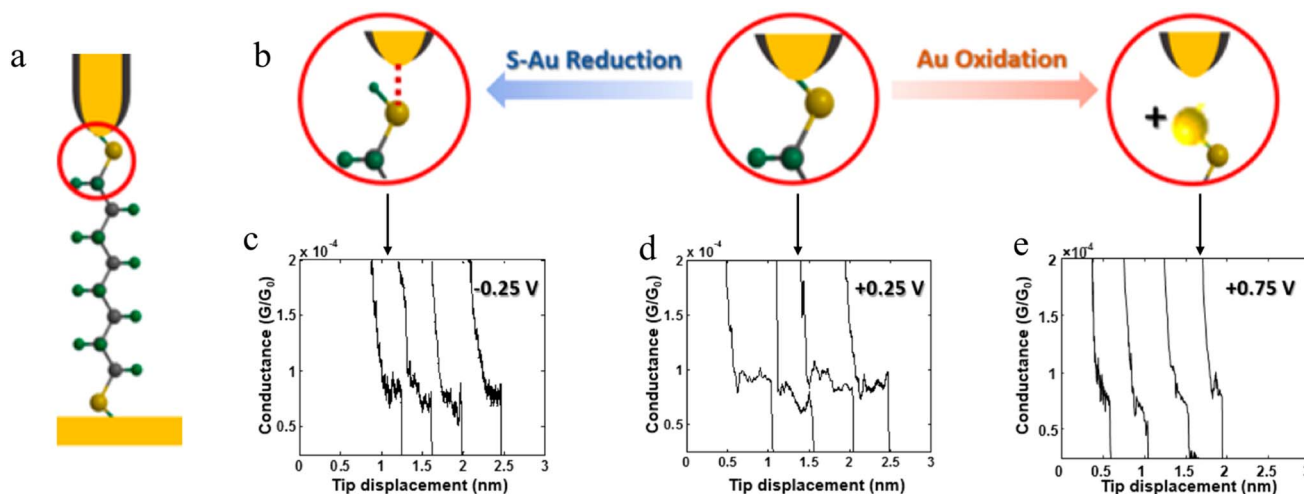 a
b
S-Au Reduction
Au Oxidation
+
c
× 10⁻⁴
-0.25 V
2
1.5
1
0.5
Conductance (G/G₀)
0 0.5 1 1.5 2 2.5 3
Tip displacement (nm)
d
× 10⁻⁴
+0.25 V
2
1.5
1
0.5
Conductance (G/G₀)
0 0.5 1 1.5 2 2.5 3
Tip displacement (nm)
e
× 10⁻⁴
+0.75 V
2
1.5
1
0.5
Conductance (G/G₀)
0 0.5 1 1.5 2 2.5 3
Tip displacement (nm)